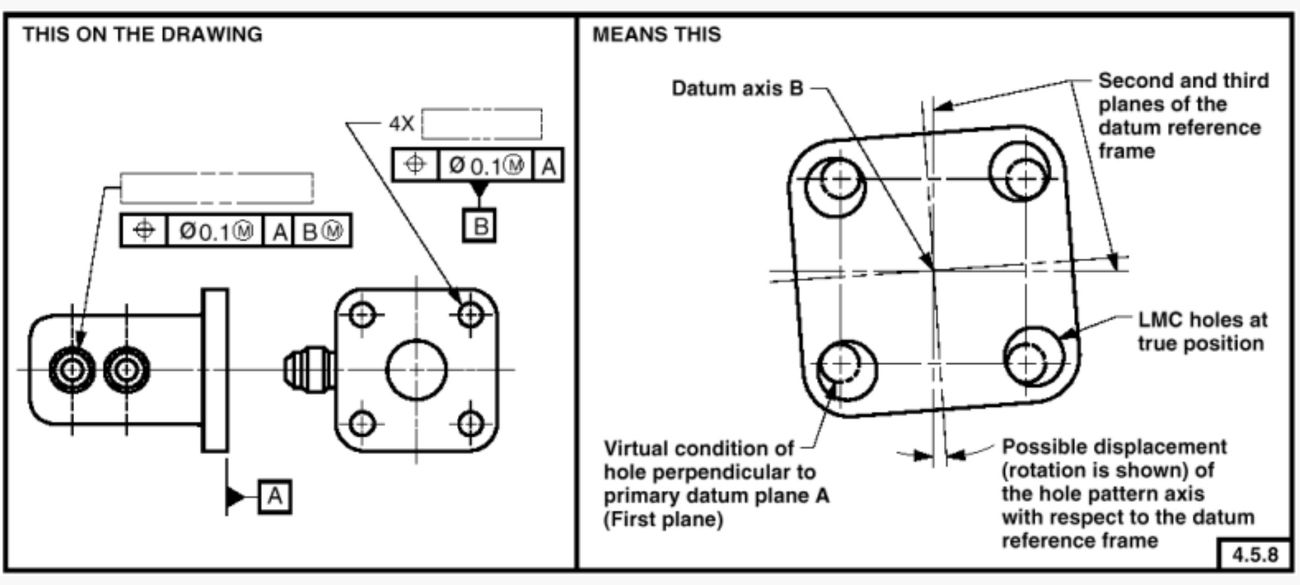 THIS ON THE DRAWING
4X
⌖ Ø 0.1Ⓜ A
B
⌖ Ø0.1Ⓜ A BⓂ
A
MEANS THIS
Datum axis B
Second and third
planes of the
datum reference
frame
LMC holes at
true position
Virtual condition of
hole perpendicular to
primary datum plane A
(First plane)
Possible displacement
(rotation is shown) of
the hole pattern axis
with respect to the datum
reference frame
4.5.8